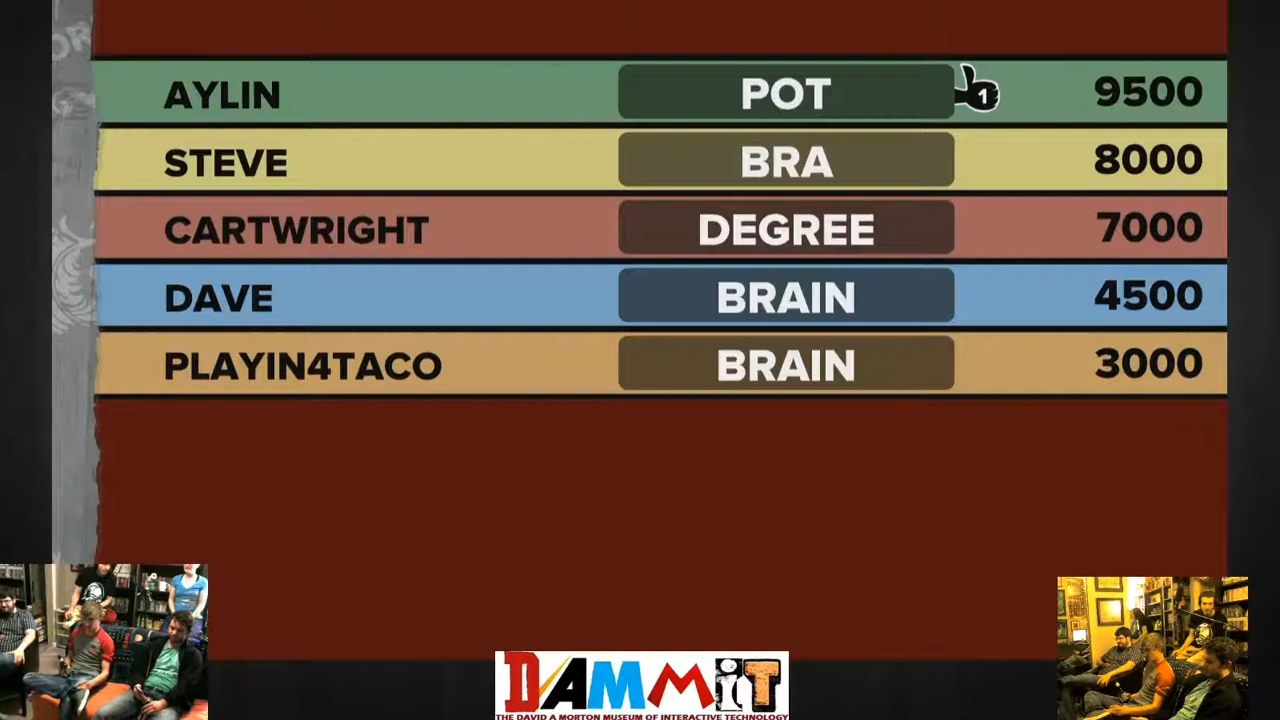 AYLIN POT 1 9500
STEVE BRA 8000
CARTWRIGHT DEGREE 7000
DAVE BRAIN 4500
PLAYIN4TACO BRAIN 3000
DAMMiT
THE DAVID A MORTON MUSEUM OF INTERACTIVE TECHNOLOGY